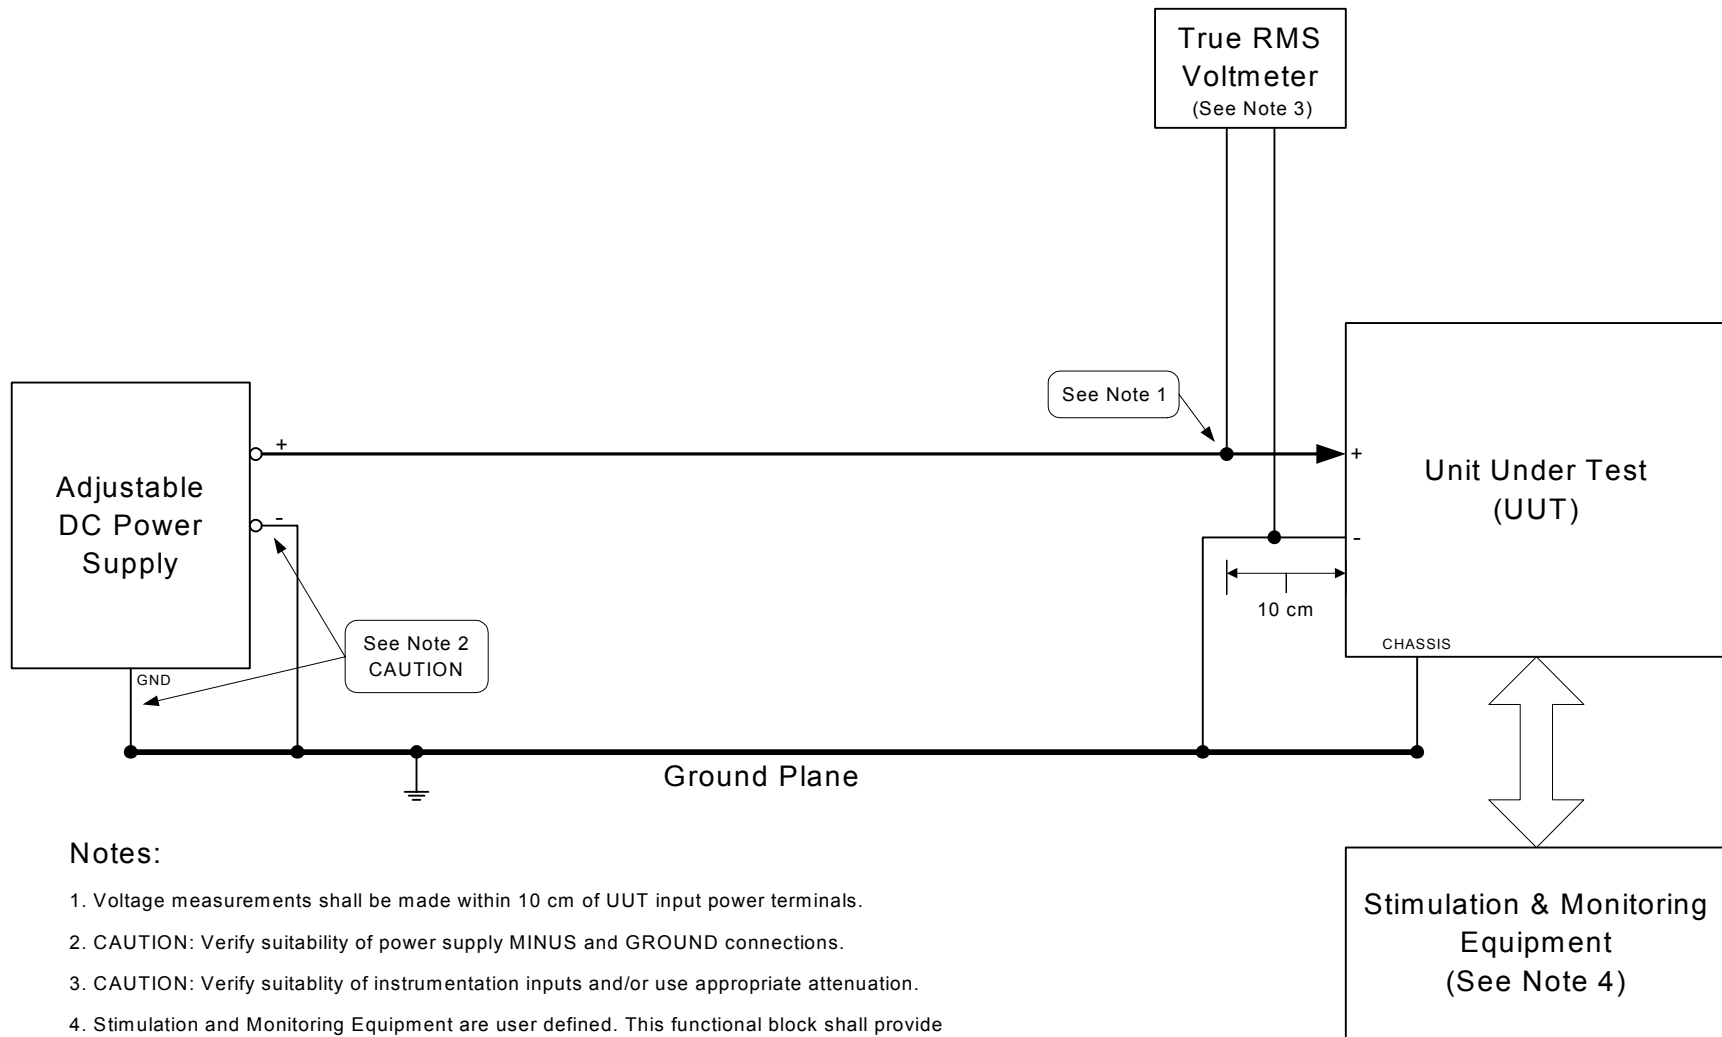 True RMS
Voltmeter
(See Note 3)
See Note 1
+
+
Unit Under Test
(UUT)
Adjustable
DC Power
Supply
-
-
10 cm
See Note 2
CAUTION
CHASSIS
GND
Ground Plane
Notes:
1. Voltage measurements shall be made within 10 cm of UUT input power terminals.
2. CAUTION: Verify suitability of power supply MINUS and GROUND connections.
3. CAUTION: Verify suitablity of instrumentation inputs and/or use appropriate attenuation.
4. Stimulation and Monitoring Equipment are user defined. This functional block shall provide
Stimulation & Monitoring
Equipment
(See Note 4)